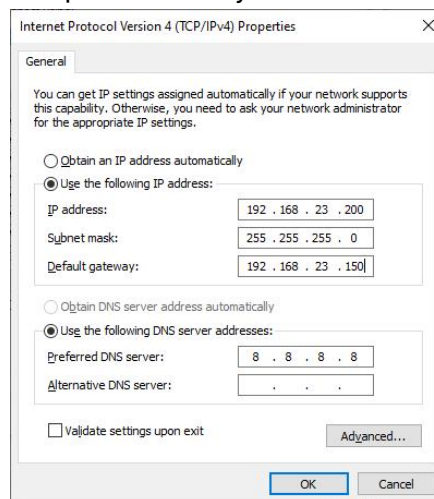 Internet Protocol Version 4 (TCP/IPv4) Properties
General
You can get IP settings assigned automatically if your network supports
this capability. Otherwise, you need to ask your network administrator
for the appropriate IP settings.
Obtain an IP address automatically
Use the following IP address:
IP address: 192 . 168 . 23 . 200
Subnet mask: 255 . 255 . 255 . 0
Default gateway: 192 . 168 . 23 . 150
Obtain DNS server address automatically
Use the following DNS server addresses:
Preferred DNS server: 8 . 8 . 8 . 8
Alternative DNS server: . . .
Validate settings upon exit
Advanced...
OK Cancel